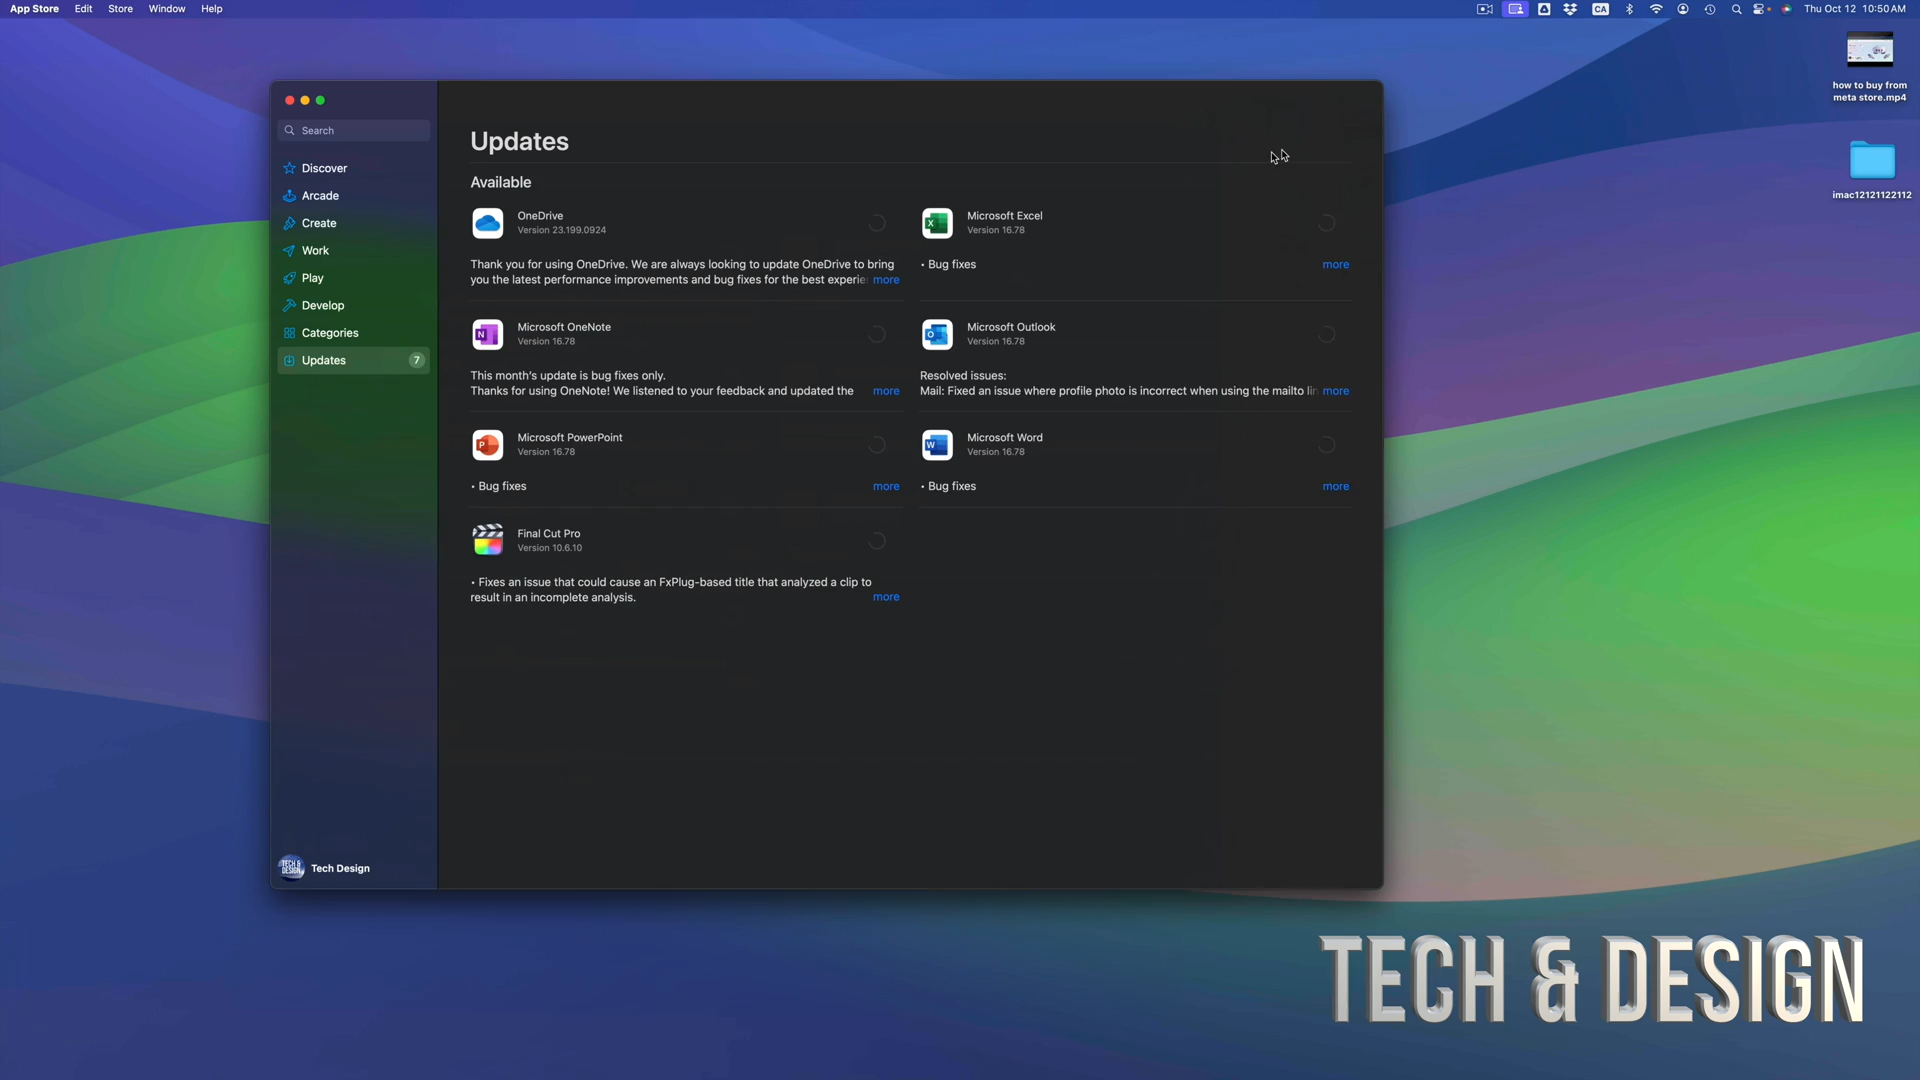 App Store Edit Store Window Help
CA Thu Oct 12 10:50 AM
how to buy from
meta store.mp4
imac12121122112
Search
Discover
Arcade
Create
Work
Play
Develop
Categories
Updates 7
TECH & DESIGN Tech Design
Updates
Available
OneDrive
Version 23.199.0924
Thank you for using OneDrive. We are always looking to update OneDrive to bring
you the latest performance improvements and bug fixes for the best experie more
Microsoft Excel
Version 16.78
• Bug fixes more
Microsoft OneNote
Version 16.78
This month's update is bug fixes only.
Thanks for using OneNote! We listened to your feedback and updated the more
Microsoft Outlook
Version 16.78
Resolved issues:
Mail: Fixed an issue where profile photo is incorrect when using the mailto lin more
Microsoft PowerPoint
Version 16.78
• Bug fixes more
Microsoft Word
Version 16.78
• Bug fixes more
Final Cut Pro
Version 10.6.10
• Fixes an issue that could cause an FxPlug-based title that analyzed a clip to
result in an incomplete analysis. more
TECH & DESIGN